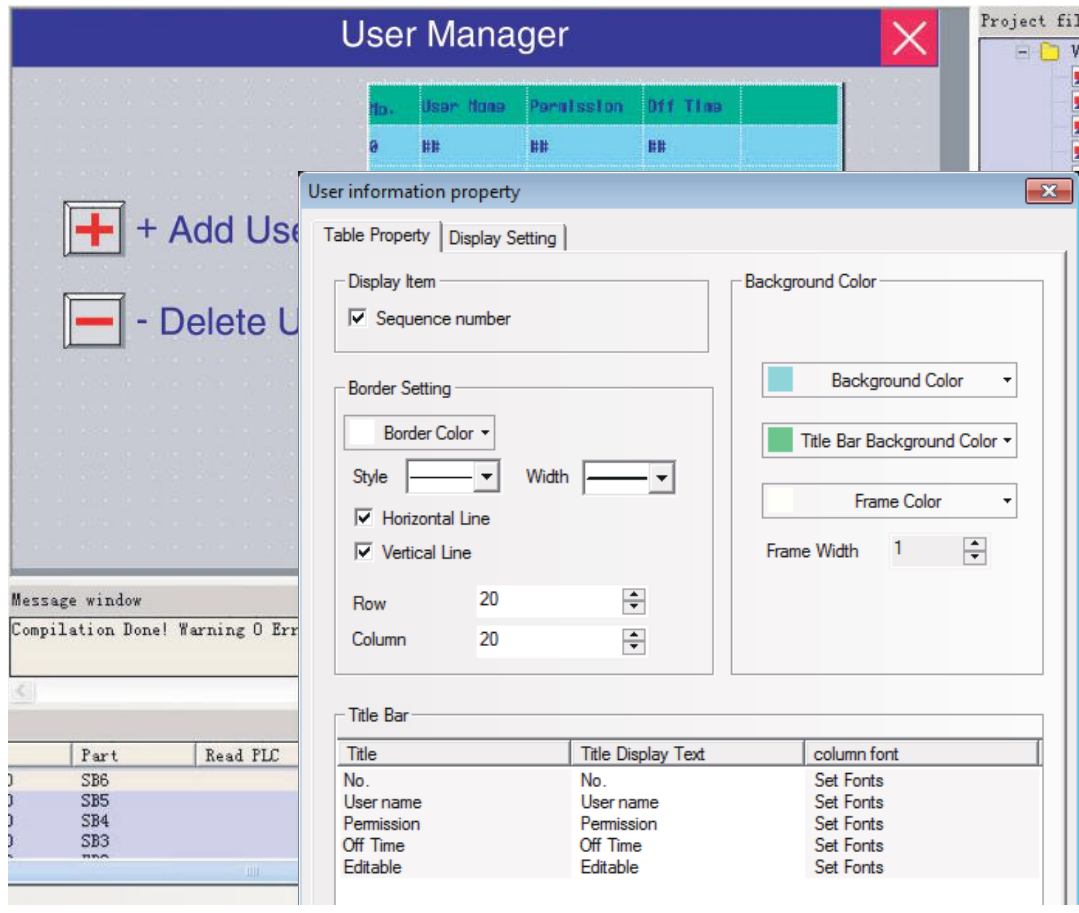 User Manager
Project fil
No. User Name Permission Off Time
0 ## ## ##
User information property
+ Add Use
- Delete U
Table Property Display Setting
Display Item
Sequence number
Background Color
Background Color
Title Bar Background Color
Frame Color
Frame Width 1
Border Setting
Border Color
Style Width
Horizontal Line
Vertical Line
Row 20
Column 20
Message window
Compilation Done! Warning 0 Err
Title Bar
Title Title Display Text column font
No. No. Set Fonts
User name User name Set Fonts
Permission Permission Set Fonts
Off Time Off Time Set Fonts
Editable Editable Set Fonts
Part Read PLC
SB6
SB5
SB4
SB3